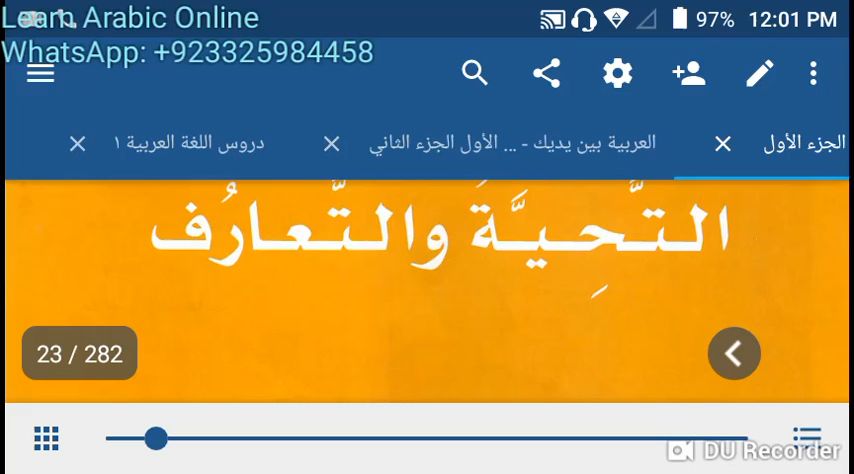 Learn Arabic Online
97% 12:01 PM
WhatsApp: +923325984458
الجزء الأول
العربية بين يديك - ... الأول الجزء الثاني
دروس اللغة العربية ١
التَّحِيَّةُ والتَّعارُف
23 / 282
DU Recorder